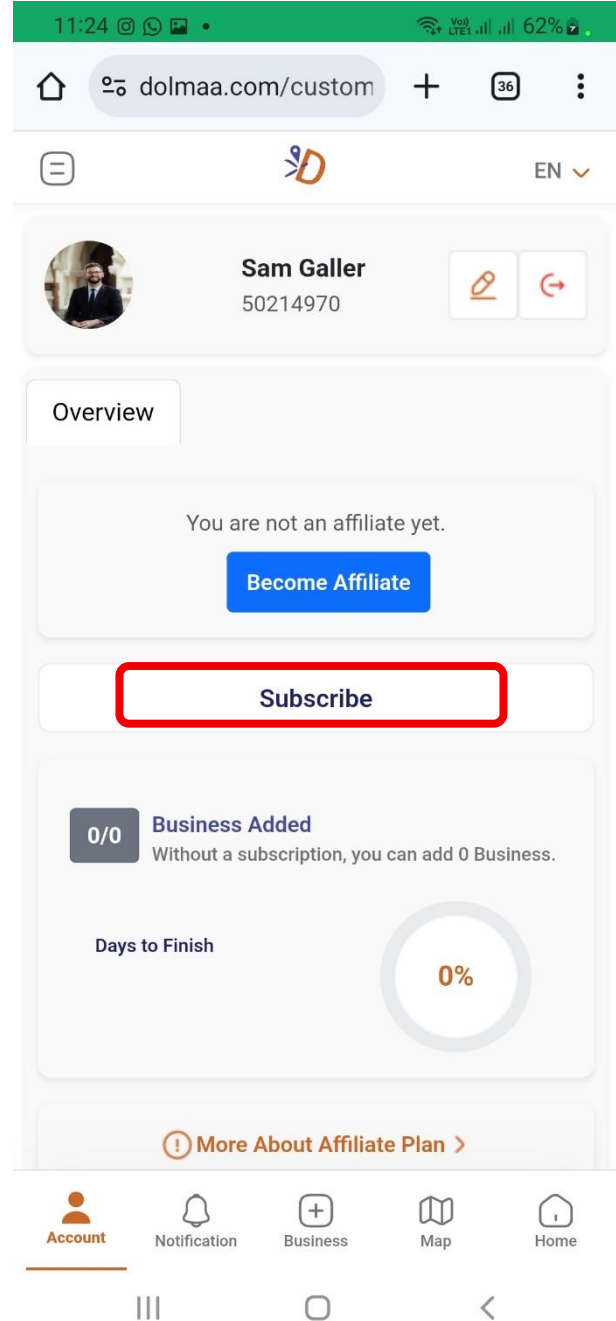 11:24
Vo)) LTE1 62%
dolmaa.com/custom 36
D
EN
Sam Galler
50214970
Overview
You are not an affiliate yet.
Become Affiliate
Subscribe
0/0 Business Added
Without a subscription, you can add 0 Business.
Days to Finish
0%
More About Affiliate Plan >
Account Notification Business Map Home